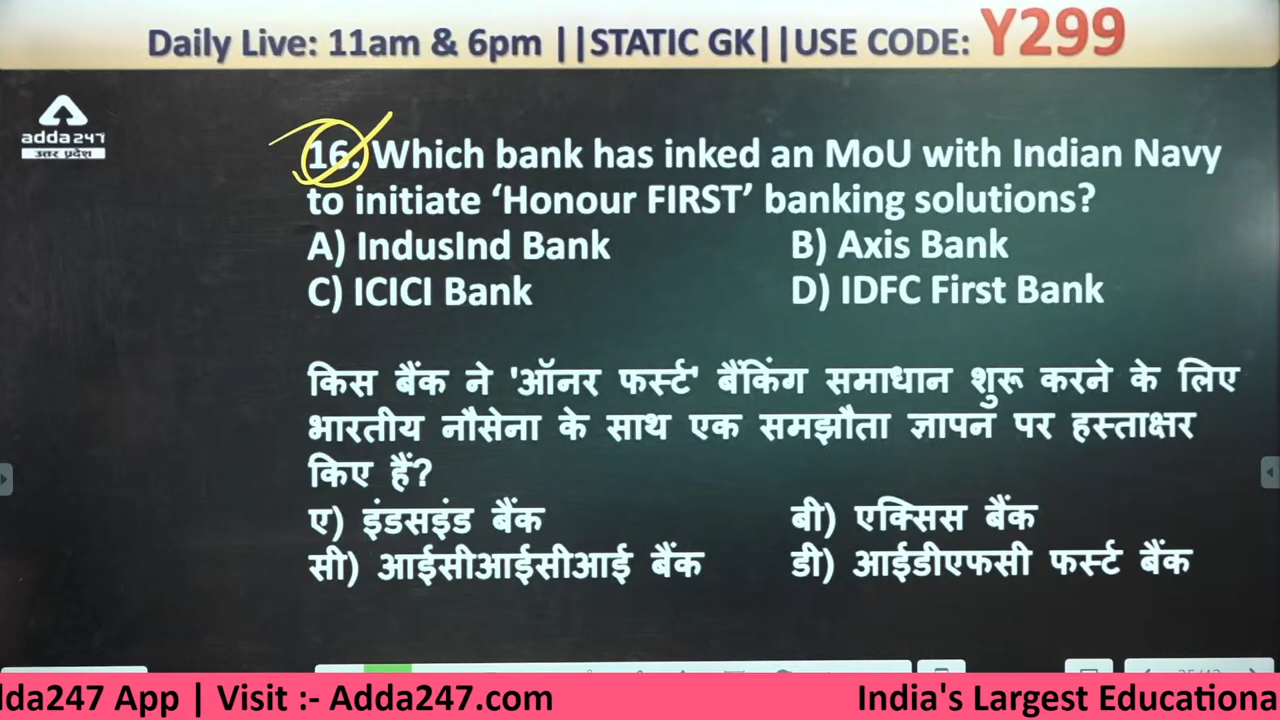 Daily Live: 11am & 6pm ||STATIC GK||USE CODE: Y299
adda247
उत्तर प्रदेश
16. Which bank has inked an MoU with Indian Navy
to initiate ‘Honour FIRST’ banking solutions?
A) IndusInd Bank B) Axis Bank
C) ICICI Bank D) IDFC First Bank
किस बैंक ने 'ऑनर फर्स्ट' बैंकिंग समाधान शुरू करने के लिए
भारतीय नौसेना के साथ एक समझौता ज्ञापन पर हस्ताक्षर
किए हैं?
ए) इंडसइंड बैंक बी) एक्सिस बैंक
सी) आईसीआईसीआई बैंक डी) आईडीएफसी फर्स्ट बैंक
dda247 App | Visit :- Adda247.com India's Largest Educationa